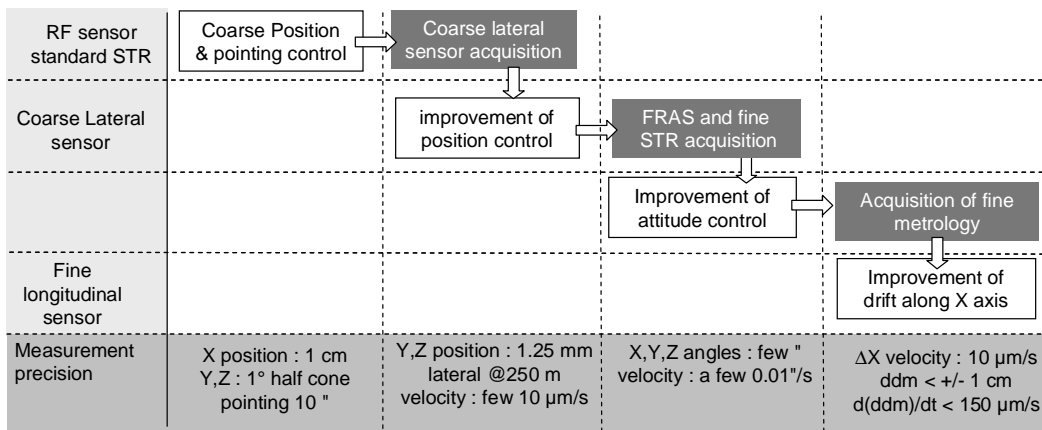 RF sensor
standard STR
Coarse Position
& pointing control
Coarse lateral
sensor acquisition
Coarse Lateral
sensor
improvement of
position control
FRAS and fine
STR acquisition
Improvement of
attitude control
Acquisition of fine
metrology
Fine
longitudinal
sensor
Improvement of
drift along X axis
Measurement
precision
X position : 1 cm
Y,Z : 1° half cone
pointing 10 "
Y,Z position : 1.25 mm
lateral @250 m
velocity : few 10 µm/s
X,Y,Z angles : few "
velocity : a few 0.01"/s
ΔX velocity : 10 µm/s
ddm < +/- 1 cm
d(ddm)/dt < 150 µm/s